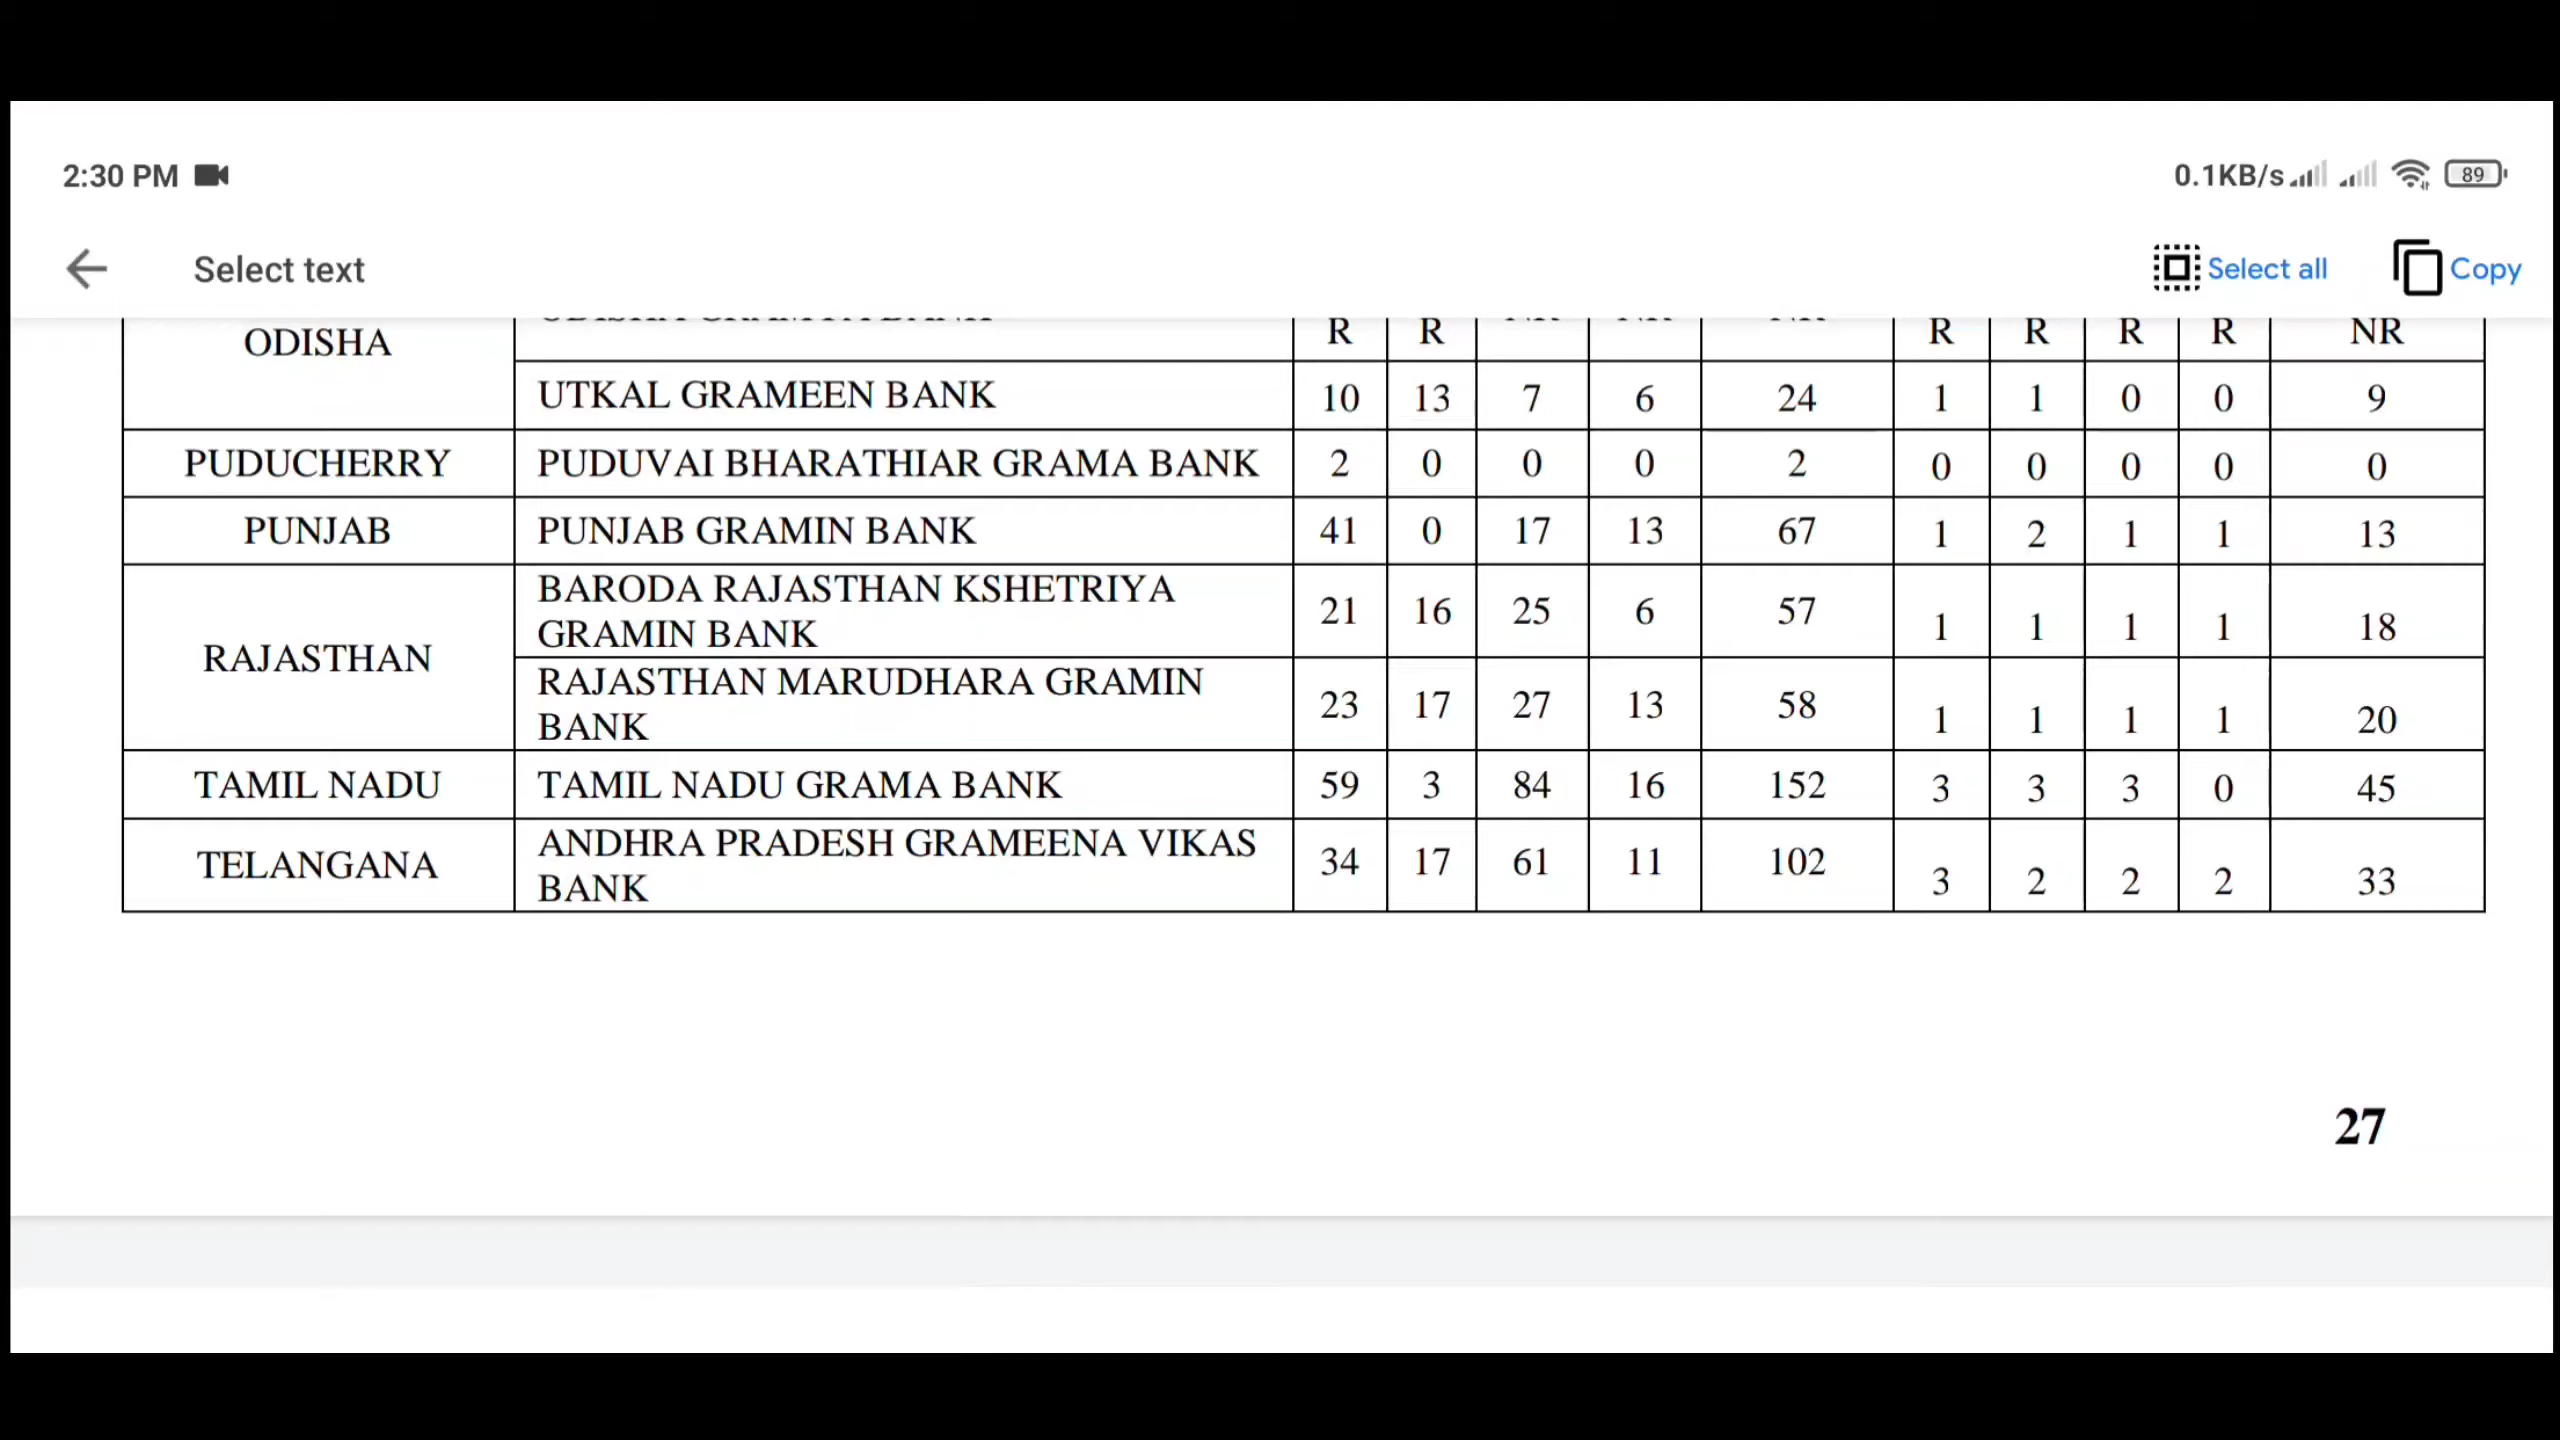 2:30 PM 0.1KB/s 89
Select text Select all Copy
ODISHA R R R R R R NR
UTKAL GRAMEEN BANK 10 13 7 6 24 1 1 0 0 9
PUDUCHERRY PUDUVAI BHARATHIAR GRAMA BANK 2 0 0 0 2 0 0 0 0 0
PUNJAB PUNJAB GRAMIN BANK 41 0 17 13 67 1 2 1 1 13
RAJASTHAN BARODA RAJASTHAN KSHETRIYA
GRAMIN BANK 21 16 25 6 57 1 1 1 1 18
RAJASTHAN MARUDHARA GRAMIN
BANK 23 17 27 13 58 1 1 1 1 20
TAMIL NADU TAMIL NADU GRAMA BANK 59 3 84 16 152 3 3 3 0 45
TELANGANA ANDHRA PRADESH GRAMEENA VIKAS
BANK 34 17 61 11 102 3 2 2 2 33
27